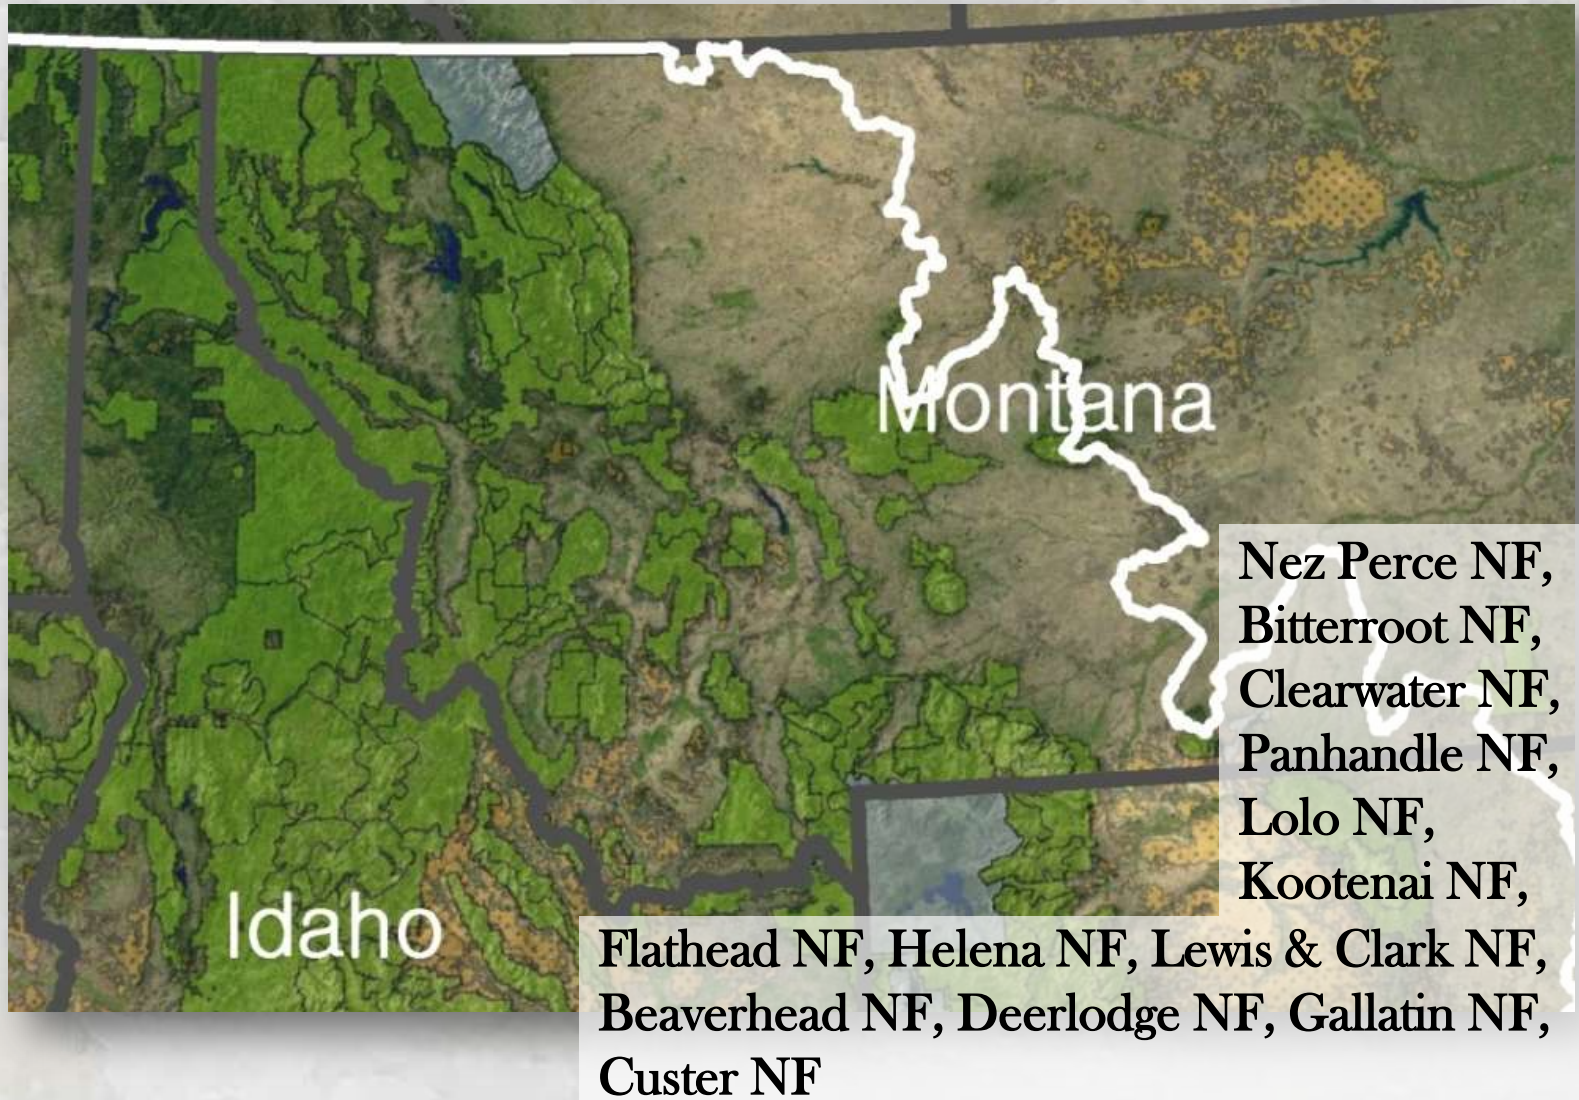 Montana
Nez Perce NF,
Bitterroot NF,
Clearwater NF,
Panhandle NF,
Lolo NF,
Kootenai NF,
Idaho
Flathead NF, Helena NF, Lewis & Clark NF,
Beaverhead NF, Deerlodge NF, Gallatin NF,
Custer NF